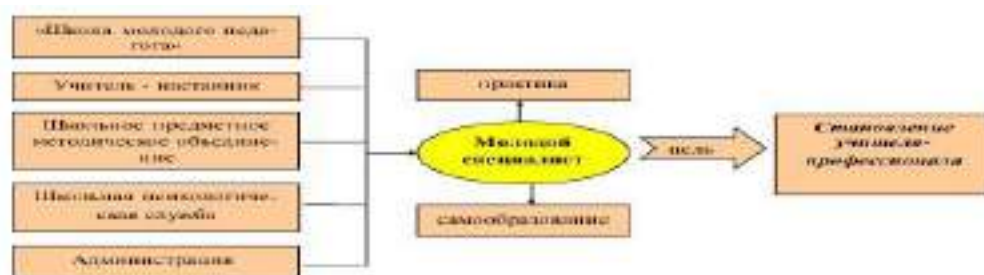 «Школа молодого педа-
гога»
Учитель - наставник
Школьное предметное
методическое объедине-
ние
Школьная психологиче-
ская служба
Администрация
практика
Молодой
специалист
самообразование
цель
Становление
учителя-
профессионала